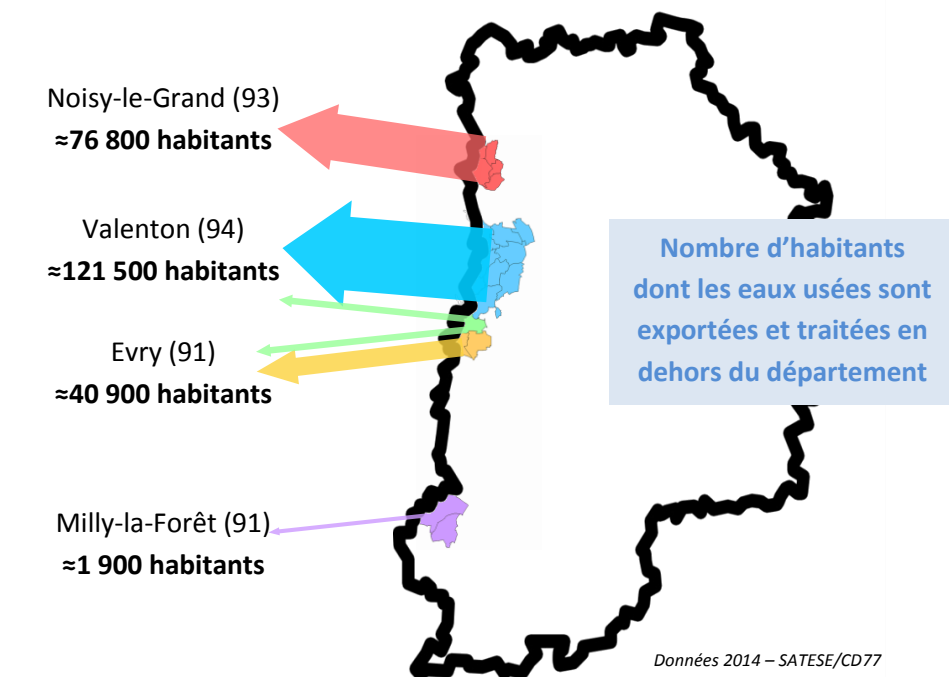 Noisy-le-Grand (93)
≈76 800 habitants
Valenton (94)
≈121 500 habitants
Evry (91)
≈40 900 habitants
Milly-la-Forêt (91)
≈1 900 habitants
Nombre d’habitants
dont les eaux usées sont
exportées et traitées en
dehors du département
Données 2014 – SATESE/CD77